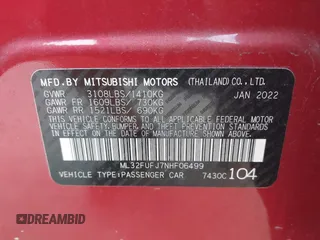 MFD.BY MITSUBISHI MOTORS (THAILAND)CO.,LTD.
GVWR 3108LBS/1410KG JAN 2022
GAWR FR 1609LBS/ 730KG
GAWR RR 1521LBS/ 690KG
THIS VEHICLE CONFORMS TO ALL APPLICABLE
FEDERAL MOTOR VEHICLE SAFETY, BUMPER, AND
THEFT PREVENTION STANDARDS IN EFFECT ON
THE DATE OF MANUFACTURE SHOWN ABOVE.
ML32FUFJ7NHF06499
VEHICLE TYPE:PASSENGER CAR 7430C 104